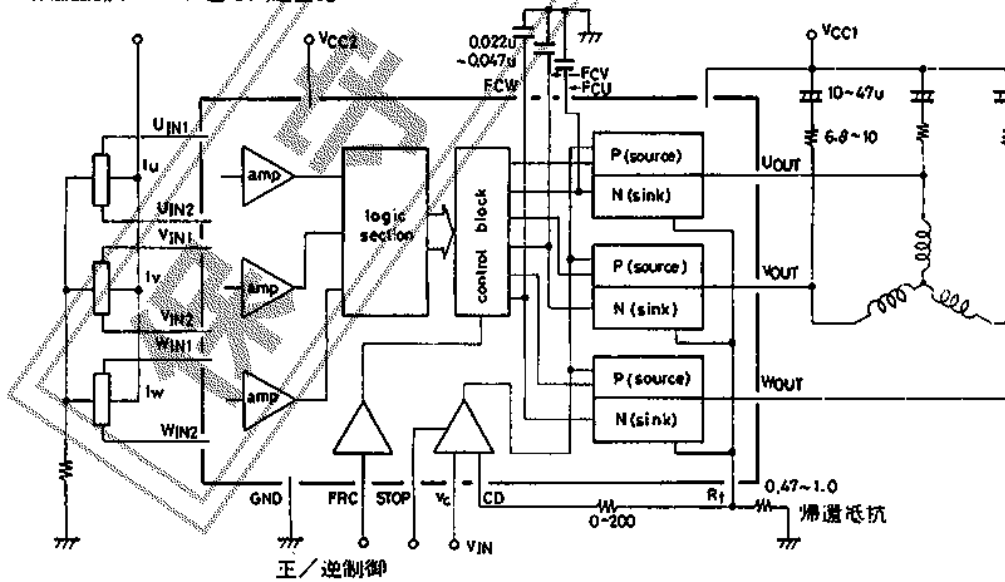 VCC2
0.022u
~0.047u
FCW
FCV
FCU
VCC1
10~47u
6.8~10
UIN1
Iu
UIN2
VIN1
Iv
VIN2
WIN1
Iw
WIN2
amp
amp
amp
logic
section
control block
P (source)
N (sink)
P (source)
N (sink)
P (source)
N (sink)
UOUT
VOUT
WOUT
GND
FRC
STOP
Vc
CD
Rf
0.47~1.0
0~200
帰還抵抗
VIN
正/逆制御